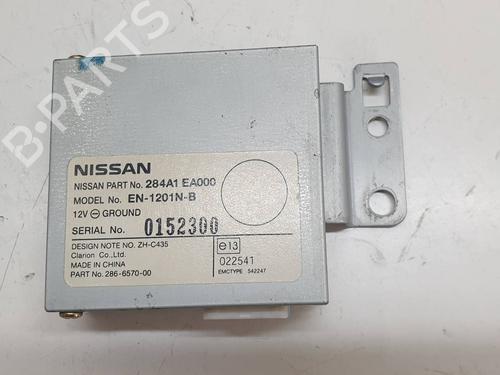 B-PARTS
NISSAN
NISSAN PART No. 284A1 EA000
MODEL No. EN-1201N-B
12V ⊖ GROUND
SERIAL No. 0152300
DESIGN NOTE NO. ZH-C435
Clarion Co.,Ltd.
MADE IN CHINA
PART No. 286-6570-00
e13
022541
EMCTYPE 542247